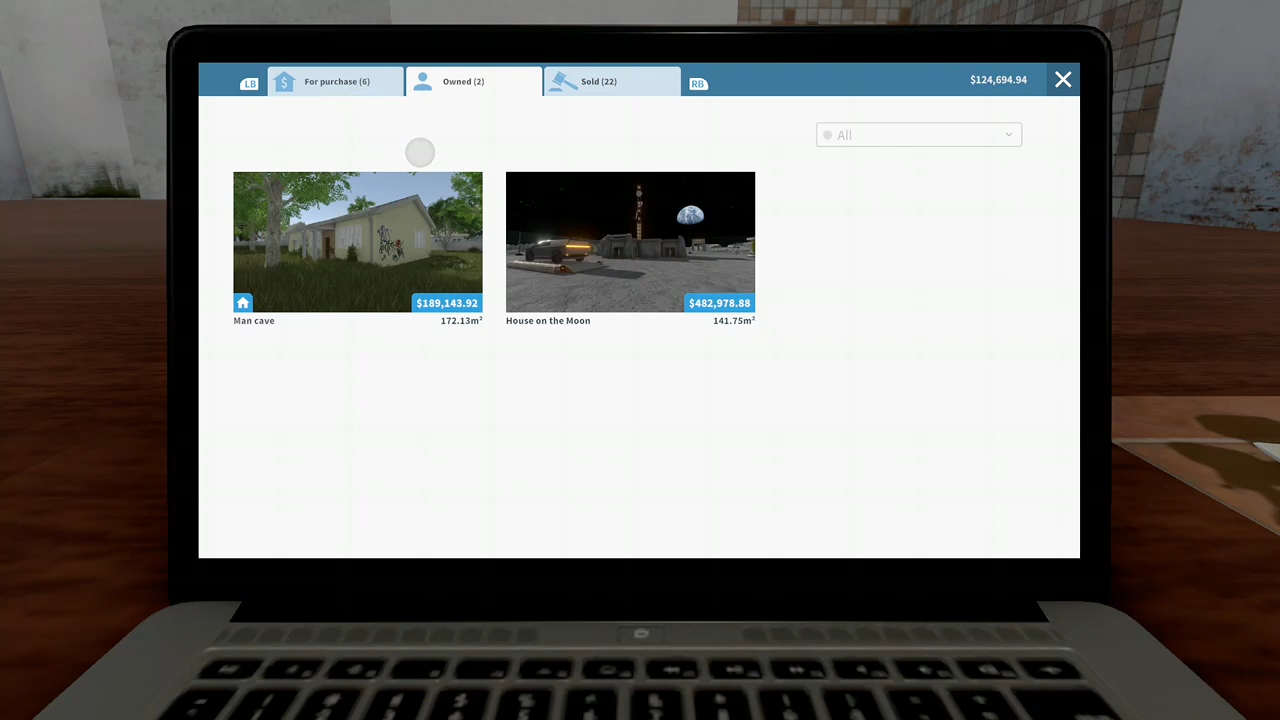 LB
For purchase (6)
Owned (2)
Sold (22)
RB
$124,694.94
All
$189,143.92
$482,978.88
Man cave
172.13m²
House on the Moon
141.75m²